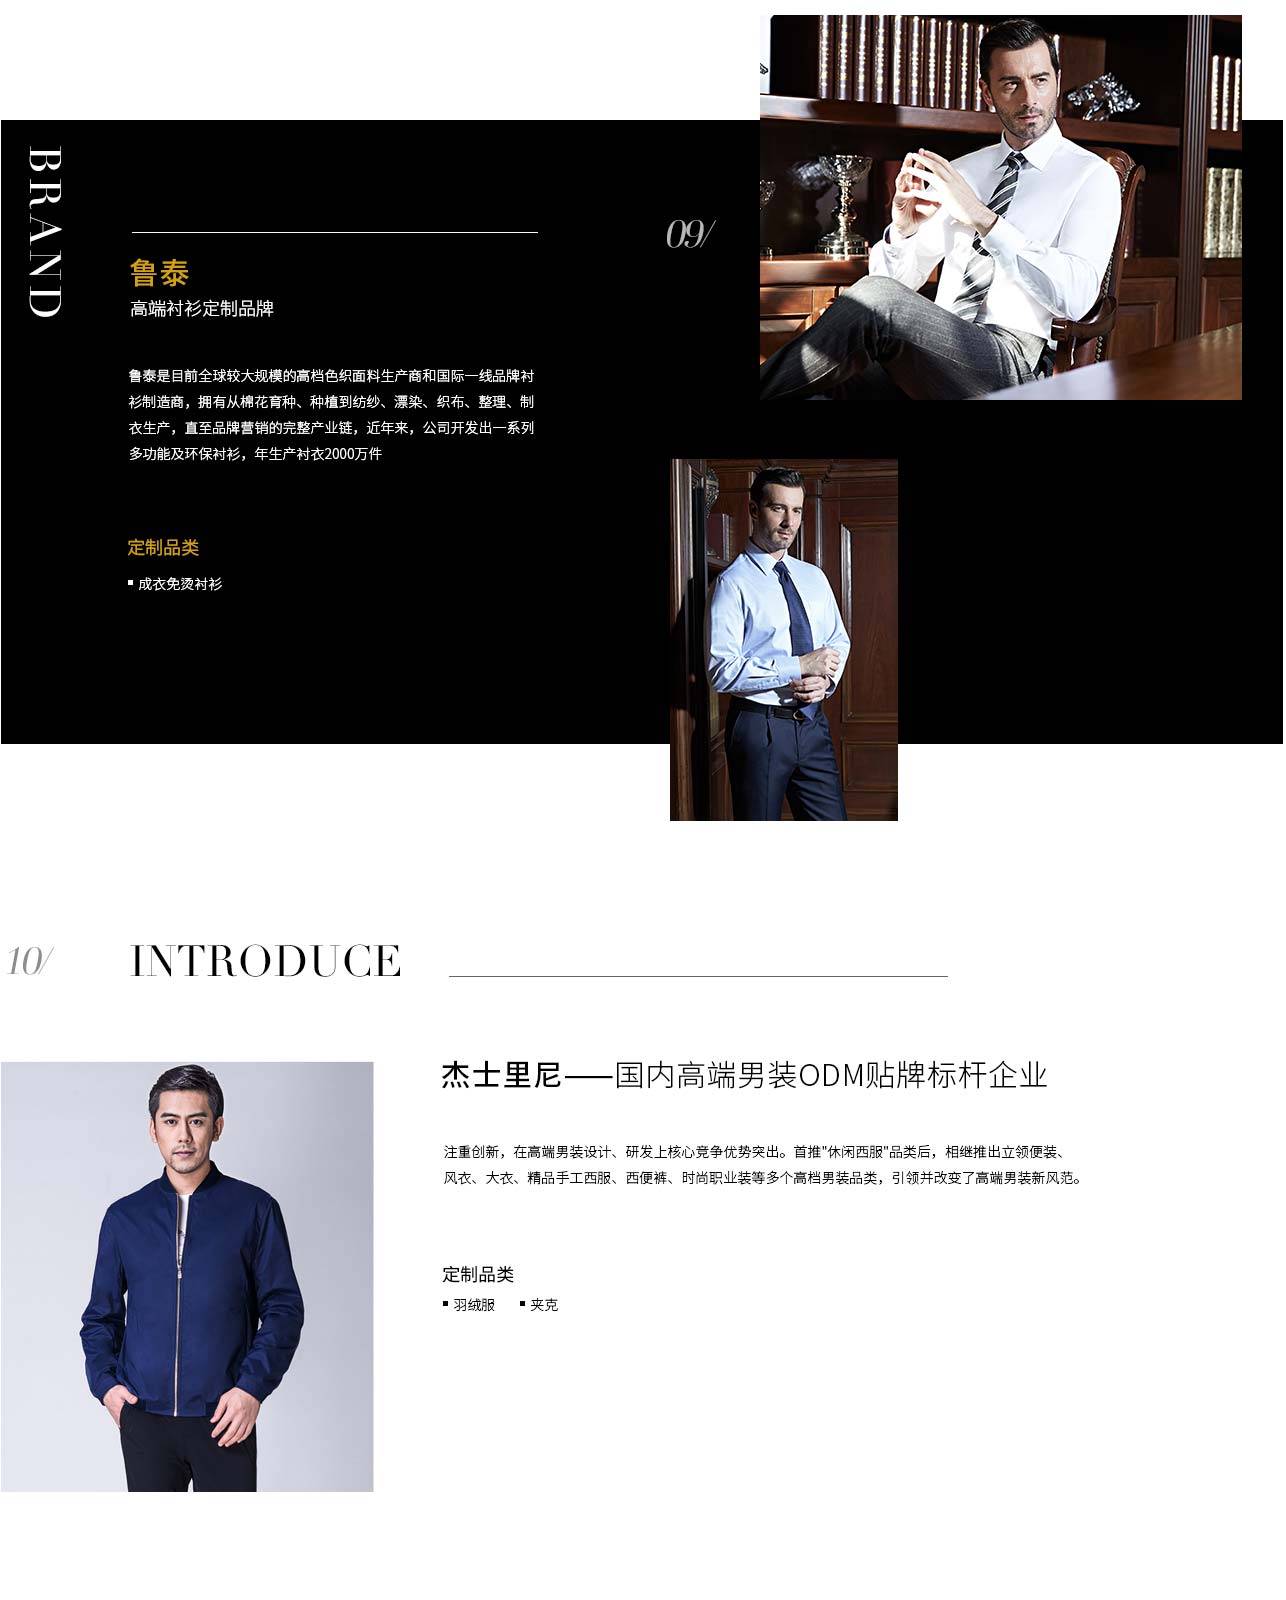 BRAND
09/
鲁泰
高端衬衫定制品牌
鲁泰是目前全球较大规模的高档色织面料生产商和国际一线品牌衬
衫制造商，拥有从棉花育种、种植到纺纱、漂染、织布、整理、制
衣生产，直至品牌营销的完整产业链，近年来，公司开发出一系列
多功能及环保衬衫，年生产衬衣2000万件
定制品类
▪ 成衣免烫衬衫
10/
INTRODUCE
杰士里尼——国内高端男装ODM贴牌标杆企业
注重创新，在高端男装设计、研发上核心竞争优势突出。首推"休闲西服"品类后，相继推出立领便装、
风衣、大衣、精品手工西服、西便裤、时尚职业装等多个高档男装品类，引领并改变了高端男装新风范。
定制品类
▪ 羽绒服 ▪ 夹克